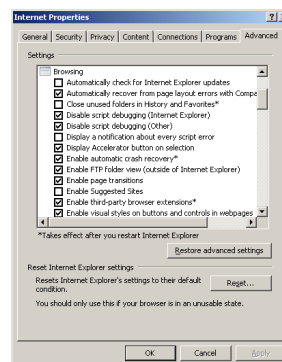 Internet Properties
General Security Privacy Content Connections Programs Advanced
Settings
Browsing
Automatically check for Internet Explorer updates
Automatically recover from page layout errors with Compa
Close unused folders in History and Favorites*
Disable script debugging (Internet Explorer)
Disable script debugging (Other)
Display a notification about every script error
Display Accelerator button on selection
Enable automatic crash recovery*
Enable FTP folder view (outside of Internet Explorer)
Enable page transitions
Enable Suggested Sites
Enable third-party browser extensions*
Enable visual styles on buttons and controls in webpages
*Takes effect after you restart Internet Explorer
Restore advanced settings
Reset Internet Explorer settings
Resets Internet Explorer's settings to their default condition.
Reset...
You should only use this if your browser is in an unusable state.
OK Cancel Apply